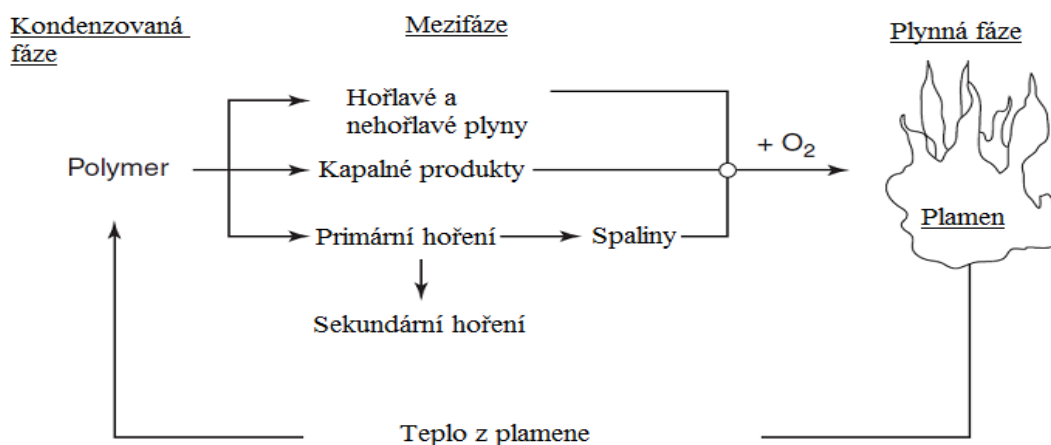 Kondenzovaná
fáze
Mezifáze
Plynná fáze
Hořlavé a
nehořlavé plyny
+ O₂
Polymer
Kapalné produkty
Primární hoření
Spaliny
Plamen
Sekundární hoření
Teplo z plamene